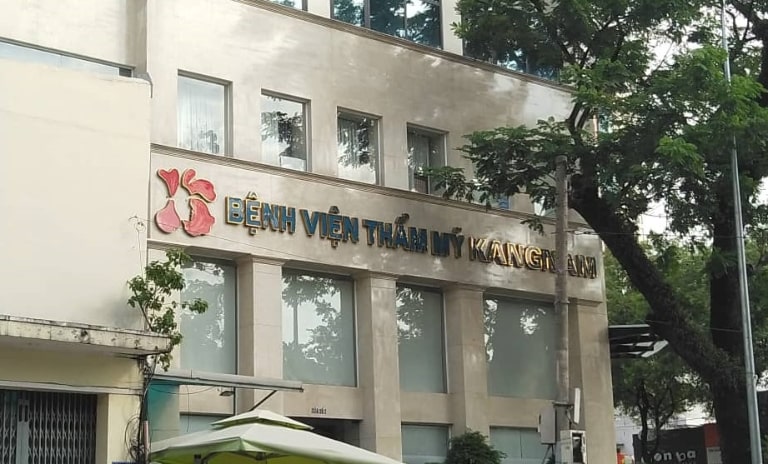 BỆNH VIỆN THẨM MỸ KANGNAM